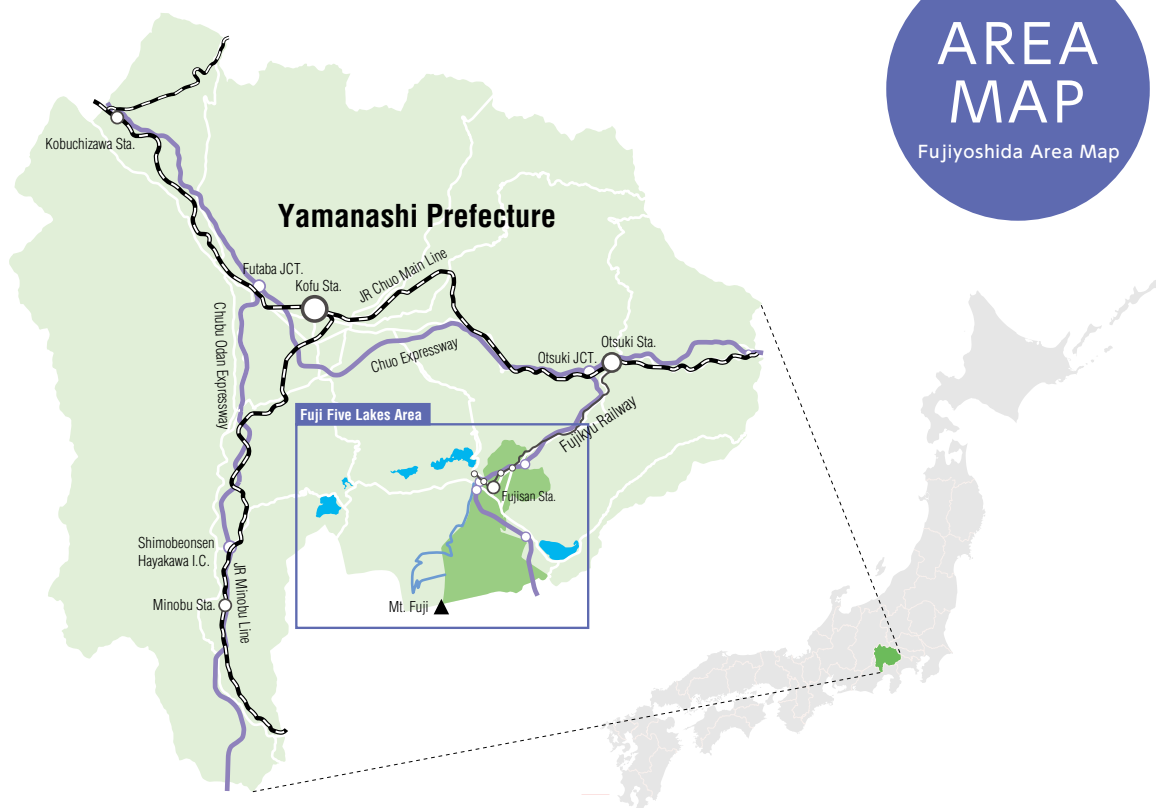 AREA
MAP
Fujiyoshida Area Map
Kobuchizawa Sta.
Yamanashi Prefecture
Futaba JCT.
Kofu Sta.
JR Chuo Main Line
Chubu Odan Expressway
Chuo Expressway
Otsuki JCT.
Otsuki Sta.
Fuji Five Lakes Area
Fujikyu Railway
Fujisan Sta.
Shimobeonsen
Hayakawa I.C.
JR Minobu Line
Minobu Sta.
Mt. Fuji